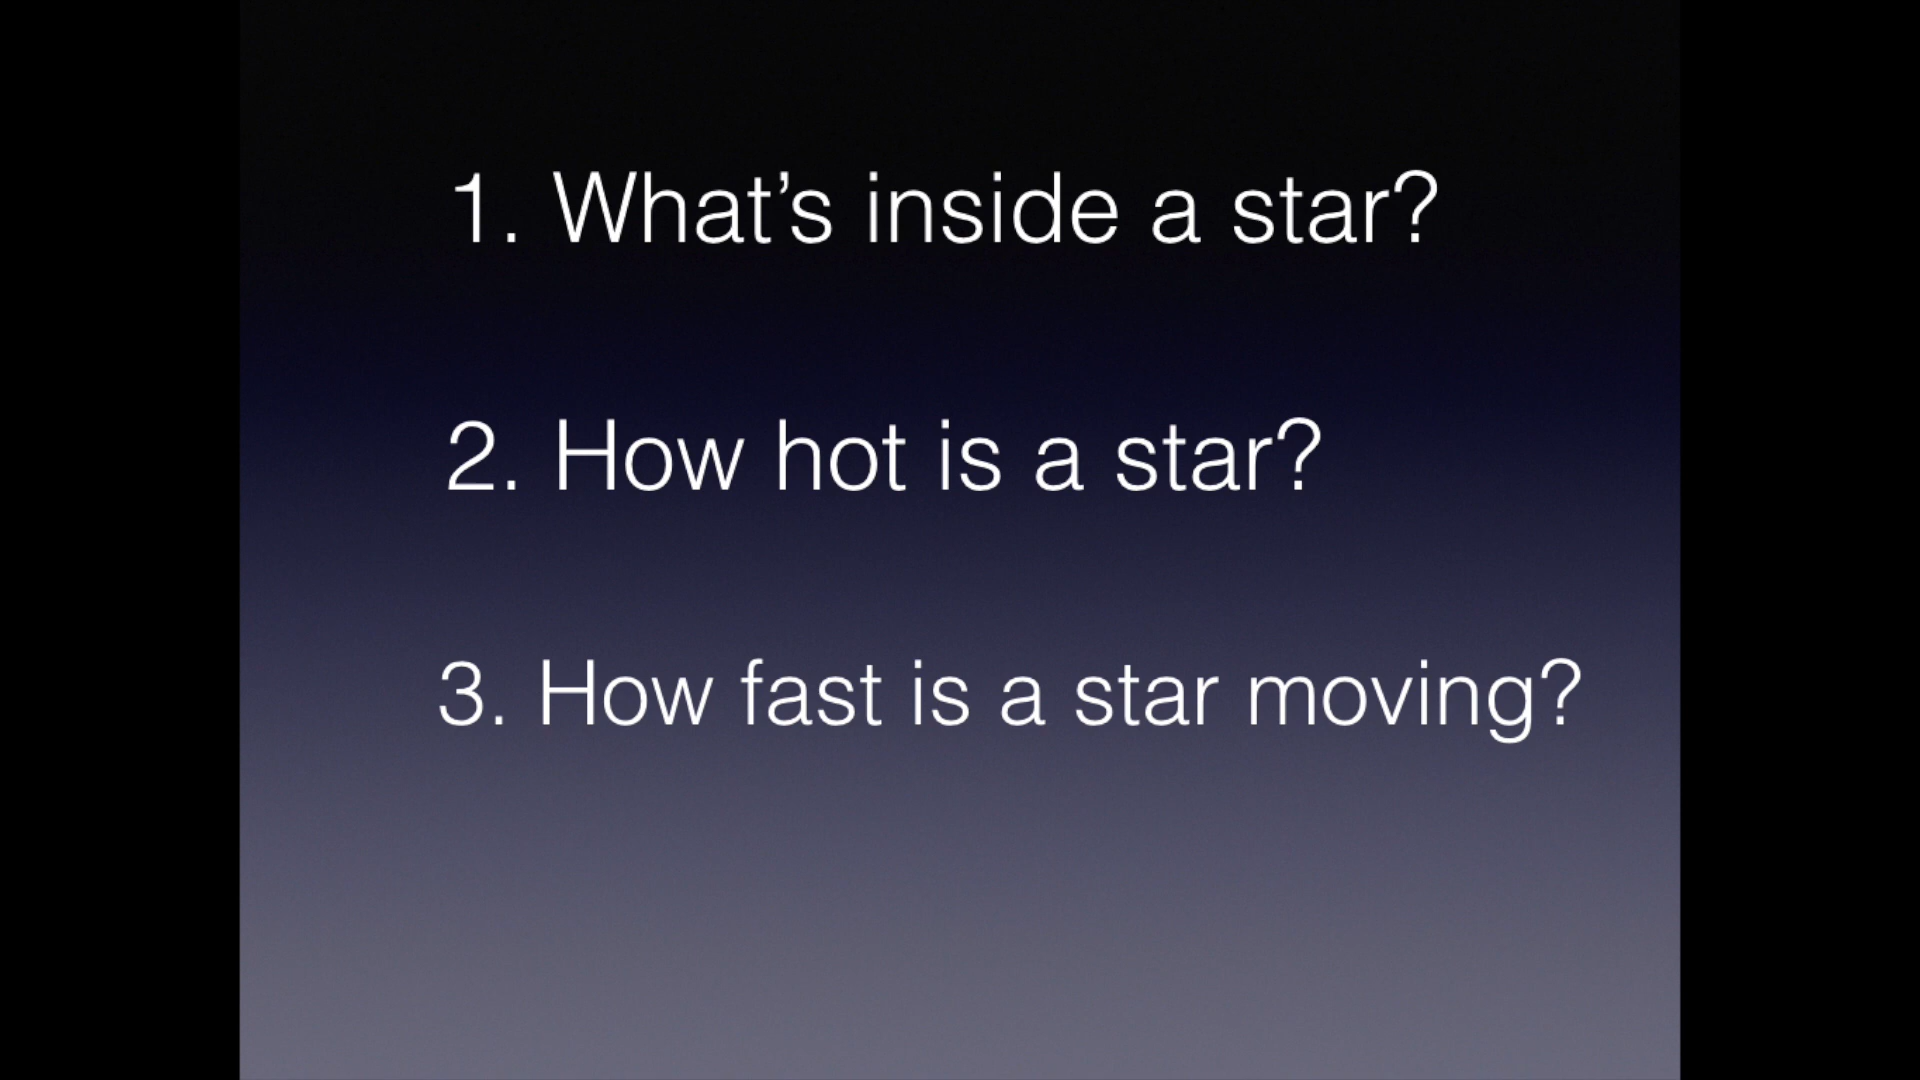 1. What’s inside a star?
2. How hot is a star?
3. How fast is a star moving?